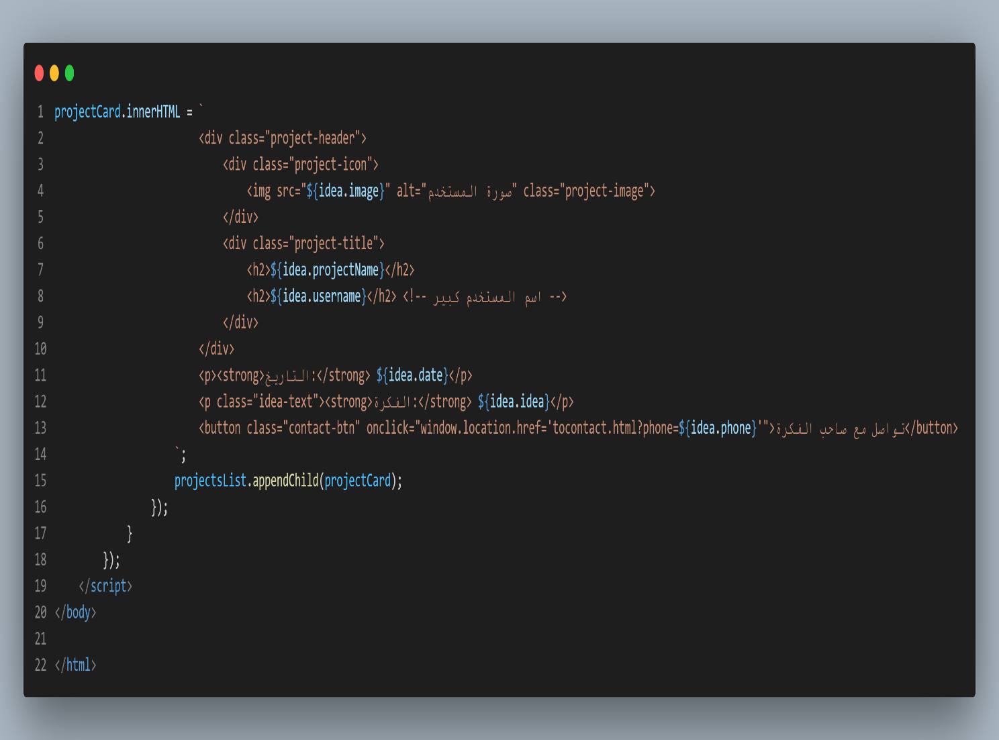 1 projectCard.innerHTML = `
2 <div class="project-header">
3 <div class="project-icon">
4 <img src="${idea.image}" alt="صورة المستخدم" class="project-image">
5 </div>
6 <div class="project-title">
7 <h2>${idea.projectName}</h2>
8 <h2>${idea.username}</h2> <!-- اسم المستخدم كبير -->
9 </div>
10 </div>
11 <p><strong>التاريخ:</strong> ${idea.date}</p>
12 <p class="idea-text"><strong>الفكرة:</strong> ${idea.idea}</p>
13 <button class="contact-btn" onclick="window.location.href='tocontact.html?phone=${idea.phone}'">تواصل مع صاحب الفكرة</button>
14 `;
15 projectsList.appendChild(projectCard);
16 });
17 }
18 });
19 </script>
20 </body>
21
22 </html>